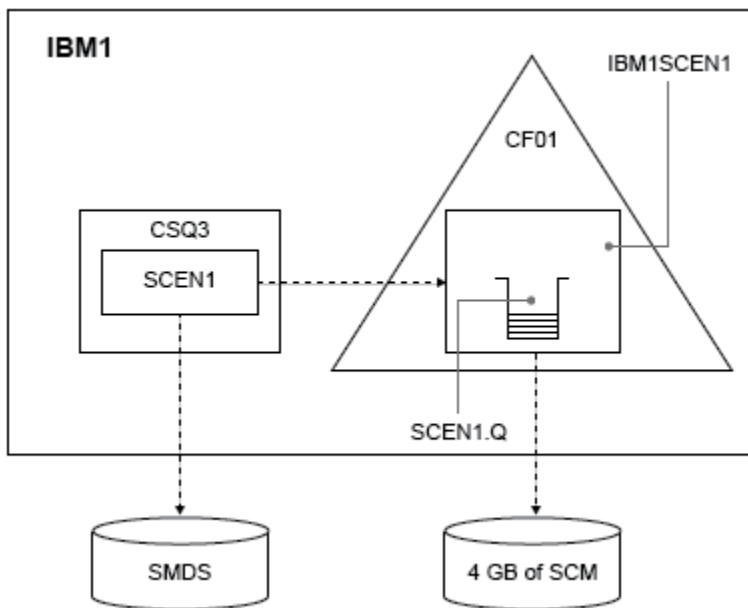 IBM1
IBM1SCEN1
CF01
CSQ3
SCEN1
SCEN1.Q
SMDS
4 GB of SCM